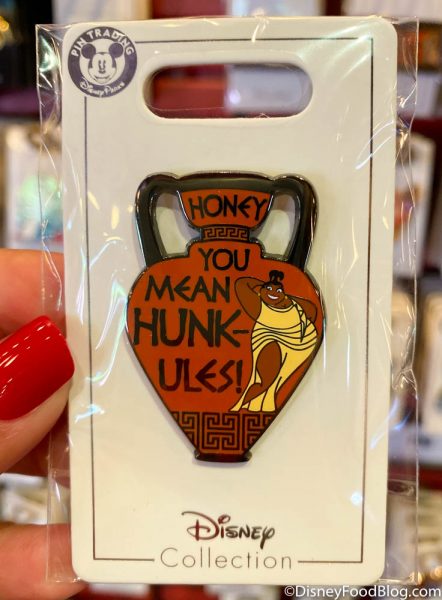 PIN TRADING
Disney Parks
HONEY
YOU
MEAN
HUNK-
ULES!
Disney
Collection
©DisneyFoodBlog.com